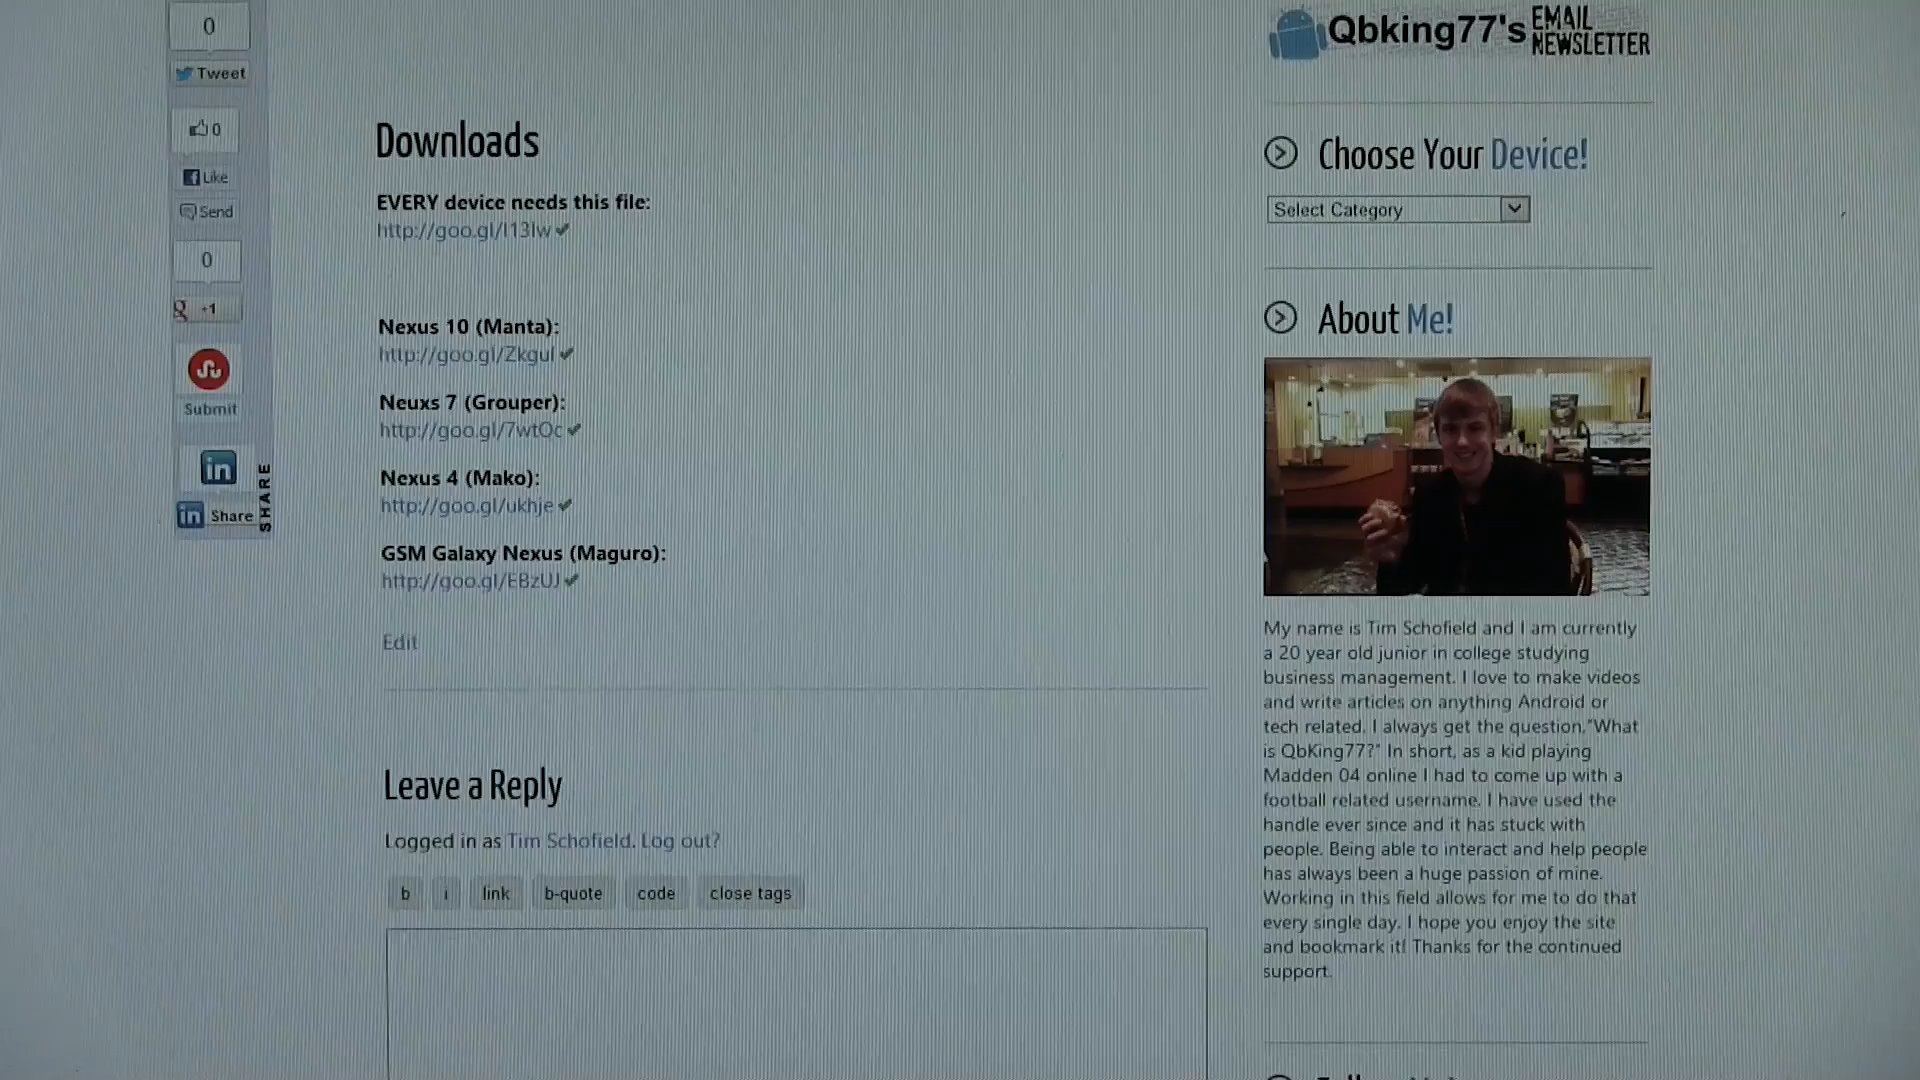 0
Tweet
0
Like
Send
0
+1
Submit
in
in Share
SHARE
Downloads
EVERY device needs this file:
http://goo.gl/I13Iw
Nexus 10 (Manta):
http://goo.gl/Zkgul
Neuxs 7 (Grouper):
http://goo.gl/7wtOc
Nexus 4 (Mako):
http://goo.gl/ukhje
GSM Galaxy Nexus (Maguro):
http://goo.gl/EBzUJ
Edit
Leave a Reply
Logged in as Tim Schofield. Log out?
b i link b-quote code close tags
Qbking77's EMAIL
NEWSLETTER
Choose Your Device!
Select Category
About Me!
My name is Tim Schofield and I am currently
a 20 year old junior in college studying
business management. I love to make videos
and write articles on anything Android or
tech related. I always get the question,"What
is QbKing77?" In short, as a kid playing
Madden 04 online I had to come up with a
football related username. I have used the
handle ever since and it has stuck with
people. Being able to interact and help people
has always been a huge passion of mine.
Working in this field allows for me to do that
every single day. I hope you enjoy the site
and bookmark it! Thanks for the continued
support.